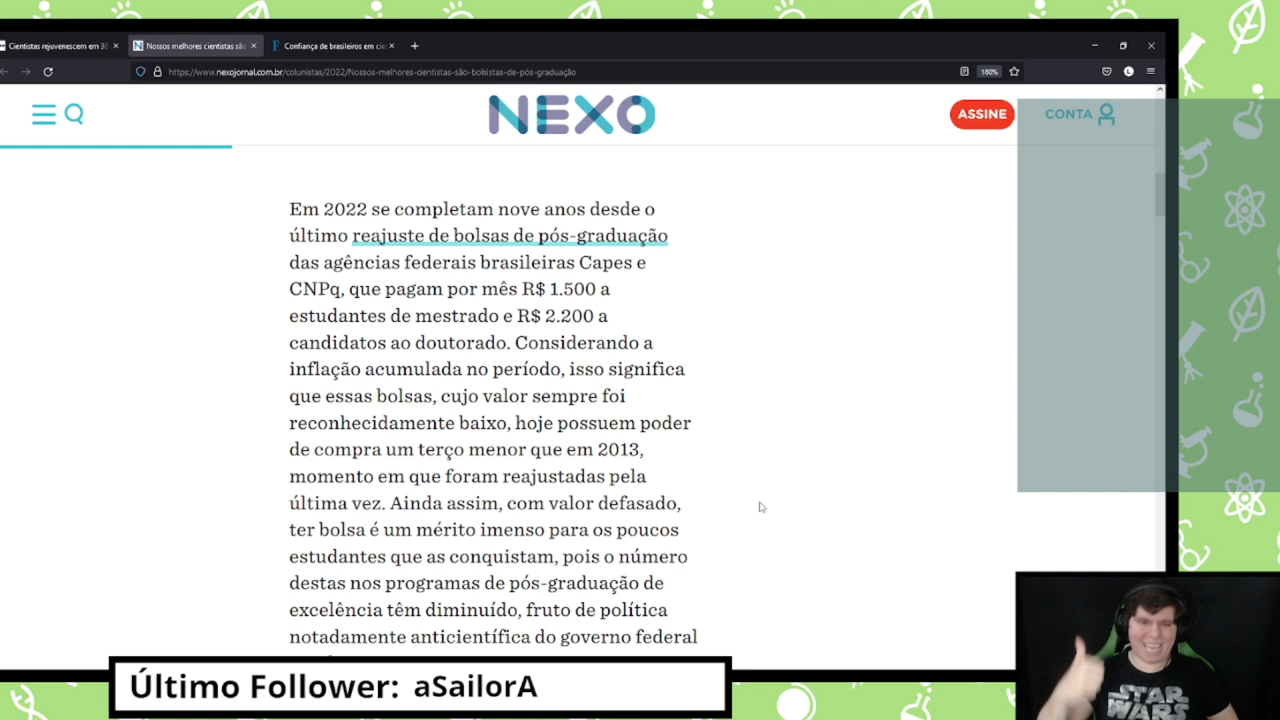 Cientistas rejuvenescem em 30
Nossos melhores cientistas são
Confiança de brasileiros em cie
https://www.nexojornal.com.br/colunistas/2022/Nossos-melhores-cientistas-são-bolsistas-de-pós-graduação
160%
NEXO
ASSINE
CONTA
Em 2022 se completam nove anos desde o
último reajuste de bolsas de pós-graduação
das agências federais brasileiras Capes e
CNPq, que pagam por mês R$ 1.500 a
estudantes de mestrado e R$ 2.200 a
candidatos ao doutorado. Considerando a
inflação acumulada no período, isso significa
que essas bolsas, cujo valor sempre foi
reconhecidamente baixo, hoje possuem poder
de compra um terço menor que em 2013,
momento em que foram reajustadas pela
última vez. Ainda assim, com valor defasado,
ter bolsa é um mérito imenso para os poucos
estudantes que as conquistam, pois o número
destas nos programas de pós-graduação de
excelência têm diminuído, fruto de política
notadamente anticientífica do governo federal
Último Follower: aSailorA
STAR
WARS